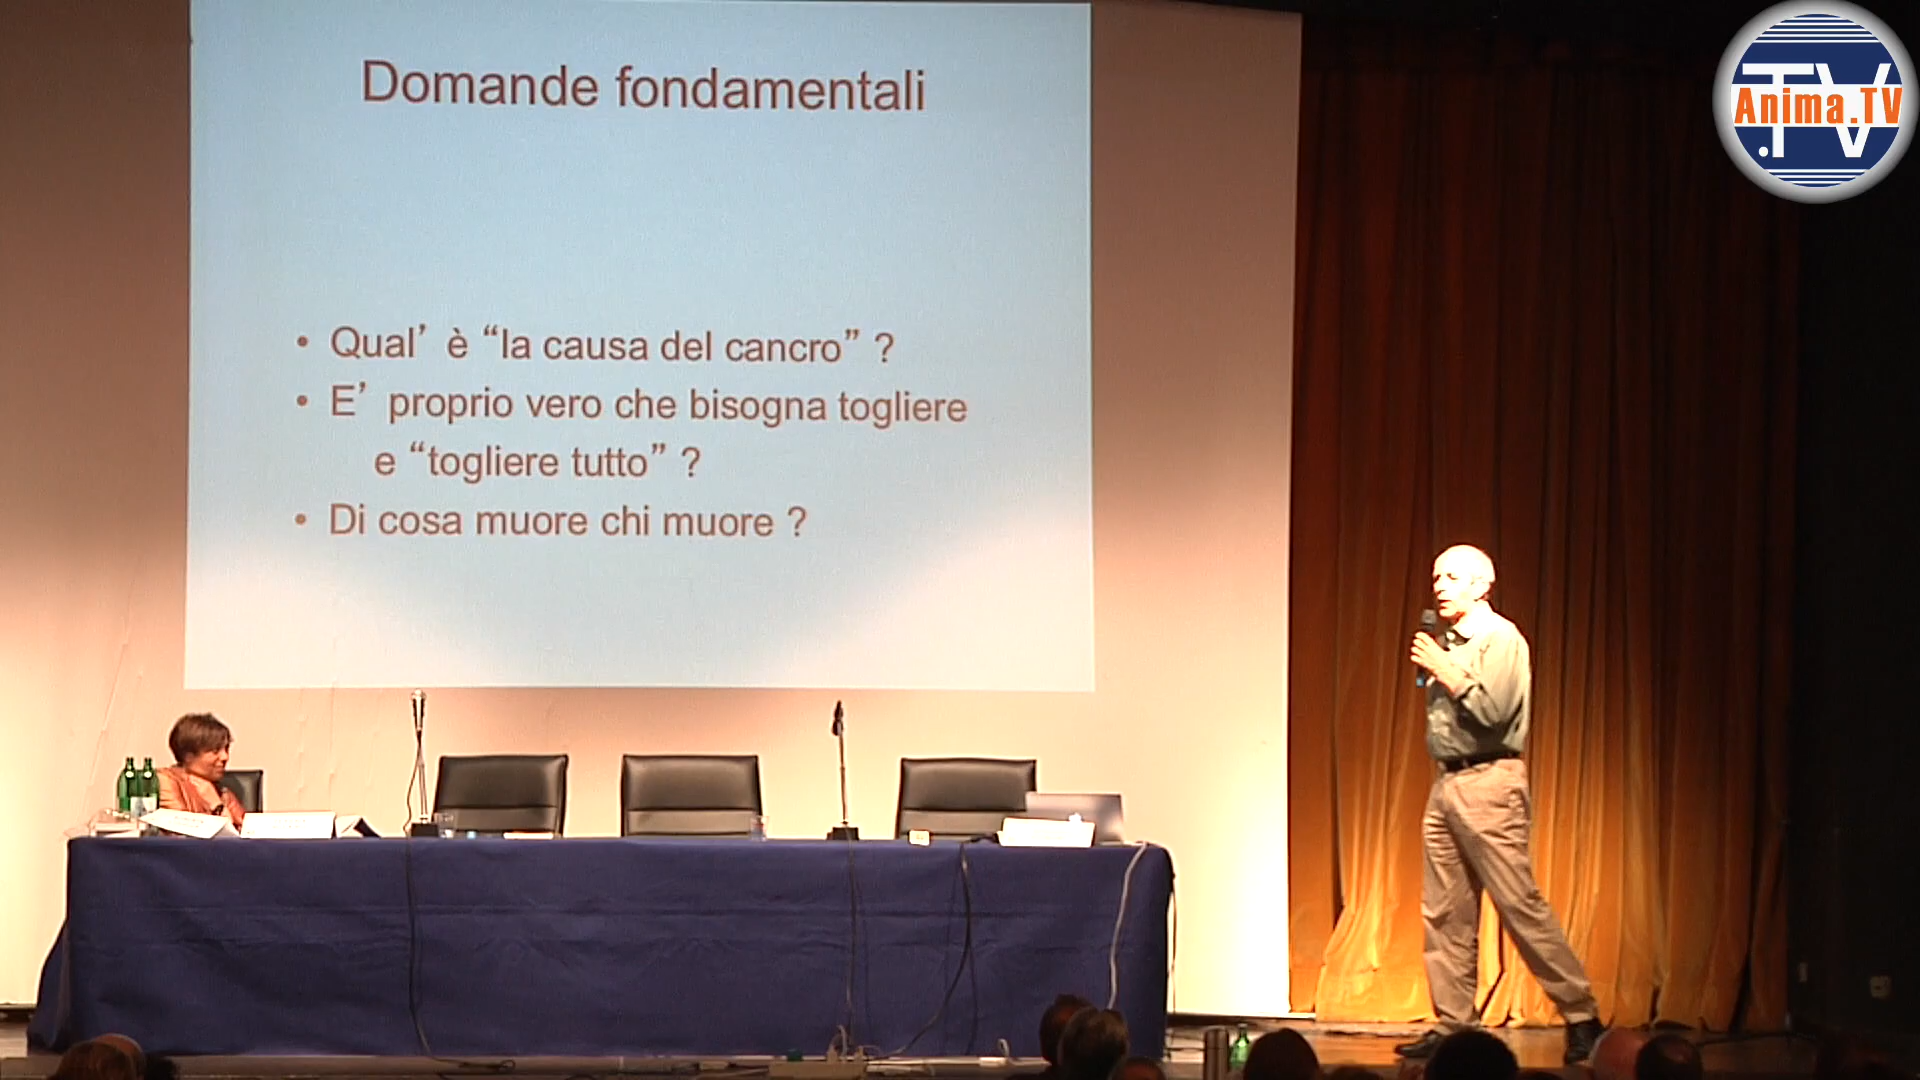 Domande fondamentali
• Qual’ è “la causa del cancro” ?
• E’ proprio vero che bisogna togliere
e “togliere tutto” ?
• Di cosa muore chi muore ?
TV
Anima.TV